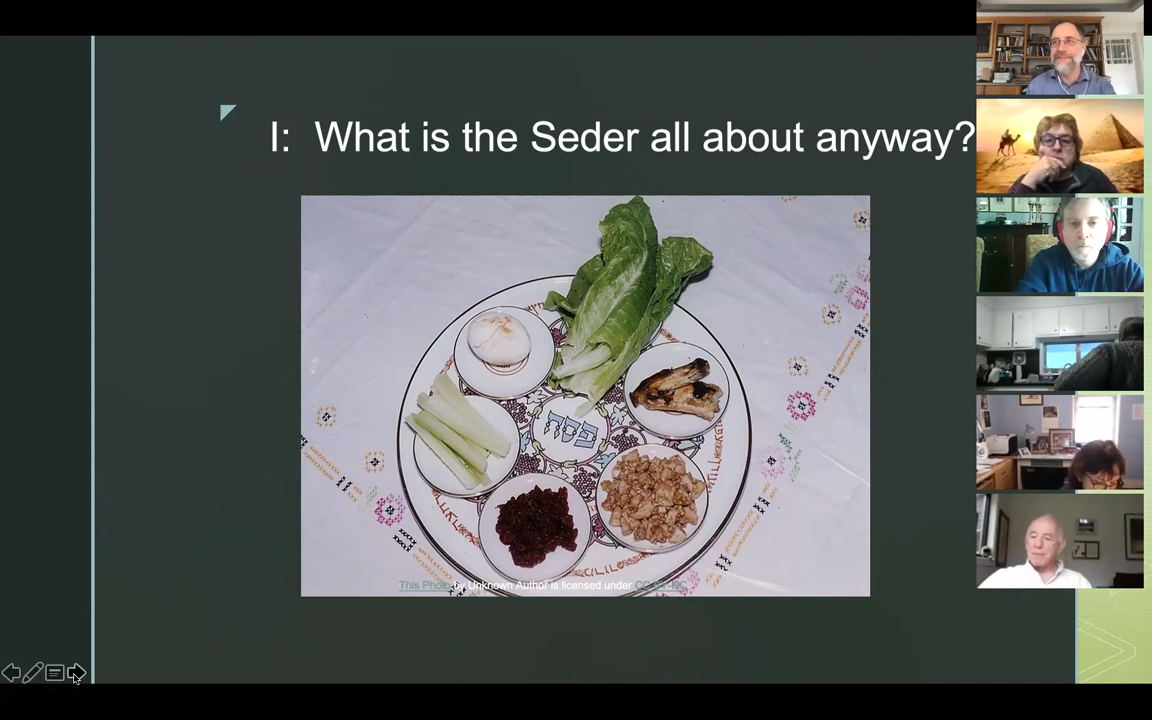 I: What is the Seder all about anyway?
פסח
This Photo by Unknown Author is licensed under